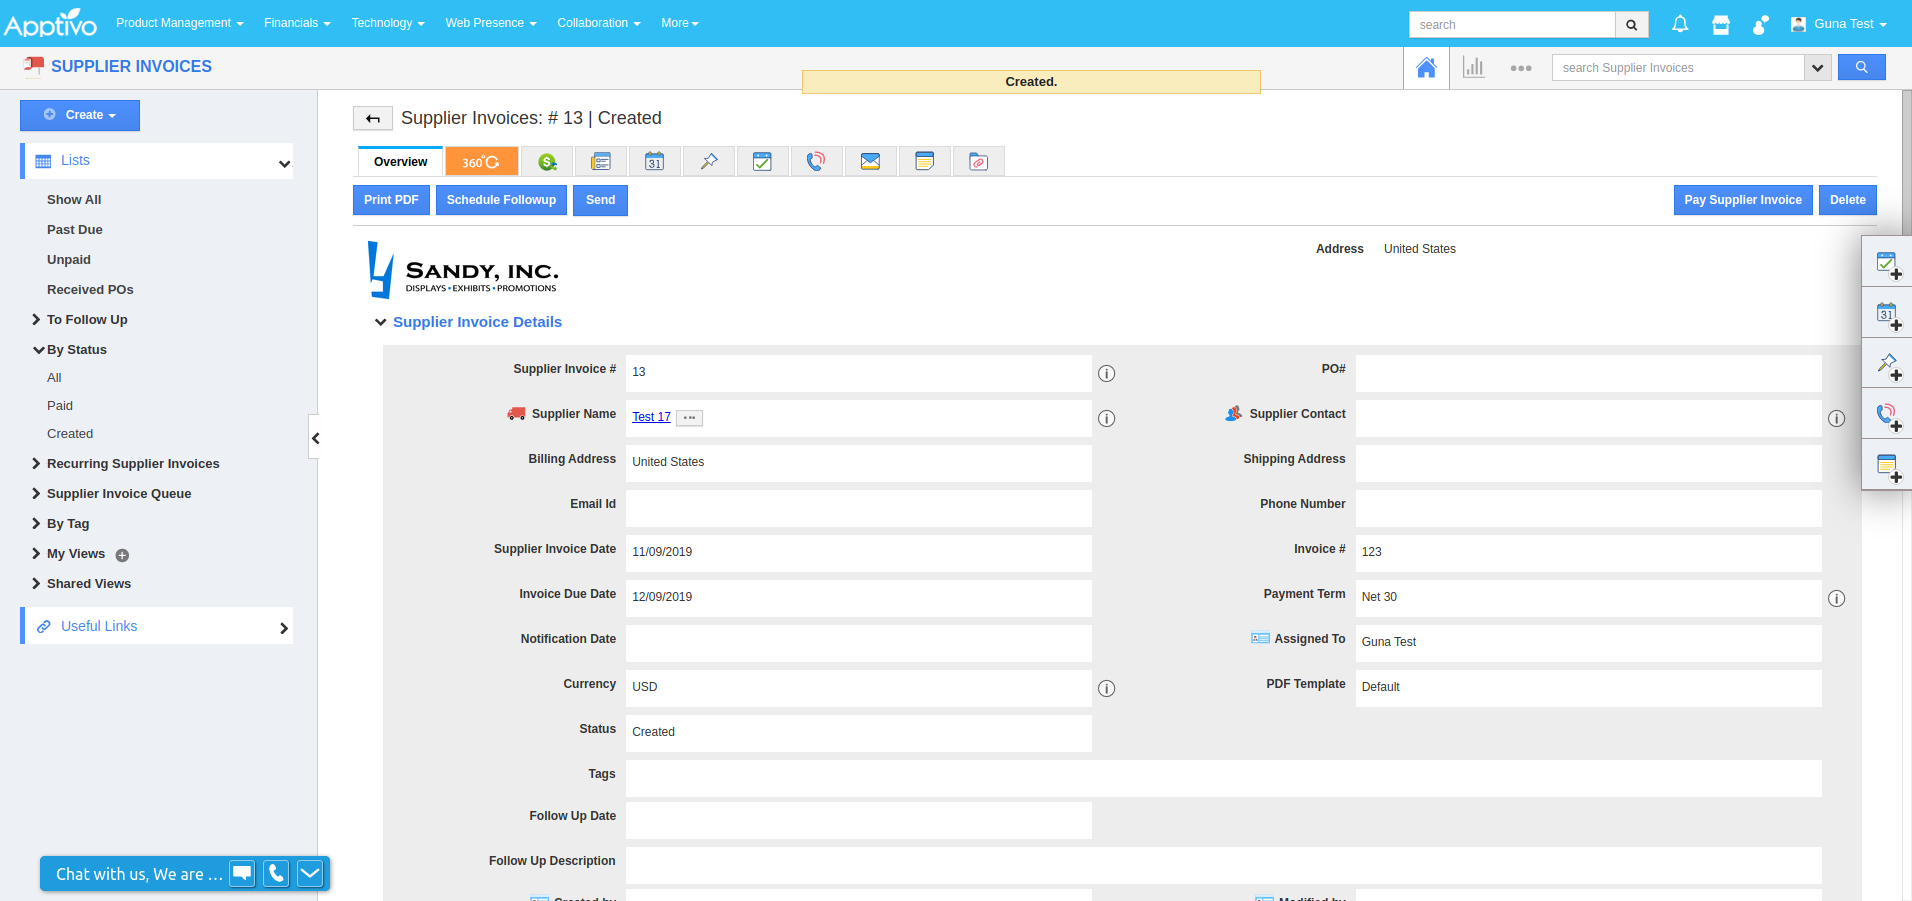 Apptivo
Product Management
Financials
Technology
Web Presence
Collaboration
More
search
Guna Test
SUPPLIER INVOICES
Created.
search Supplier Invoices
Create
Lists
Show All
Past Due
Unpaid
Received POs
To Follow Up
By Status
All
Paid
Created
Recurring Supplier Invoices
Supplier Invoice Queue
By Tag
My Views
Shared Views
Useful Links
Chat with us, We are ...
Supplier Invoices: # 13 | Created
Overview
360°
31
Print PDF
Schedule Followup
Send
Pay Supplier Invoice
Delete
SANDY, INC.
DISPLAYS • EXHIBITS • PROMOTIONS
Address United States
Supplier Invoice Details
Supplier Invoice # 13
PO#
Supplier Name Test 17
Supplier Contact
Billing Address United States
Shipping Address
Email Id
Phone Number
Supplier Invoice Date 11/09/2019
Invoice # 123
Invoice Due Date 12/09/2019
Payment Term Net 30
Notification Date
Assigned To Guna Test
Currency USD
PDF Template Default
Status Created
Tags
Follow Up Date
Follow Up Description
Created by
Modified by
31